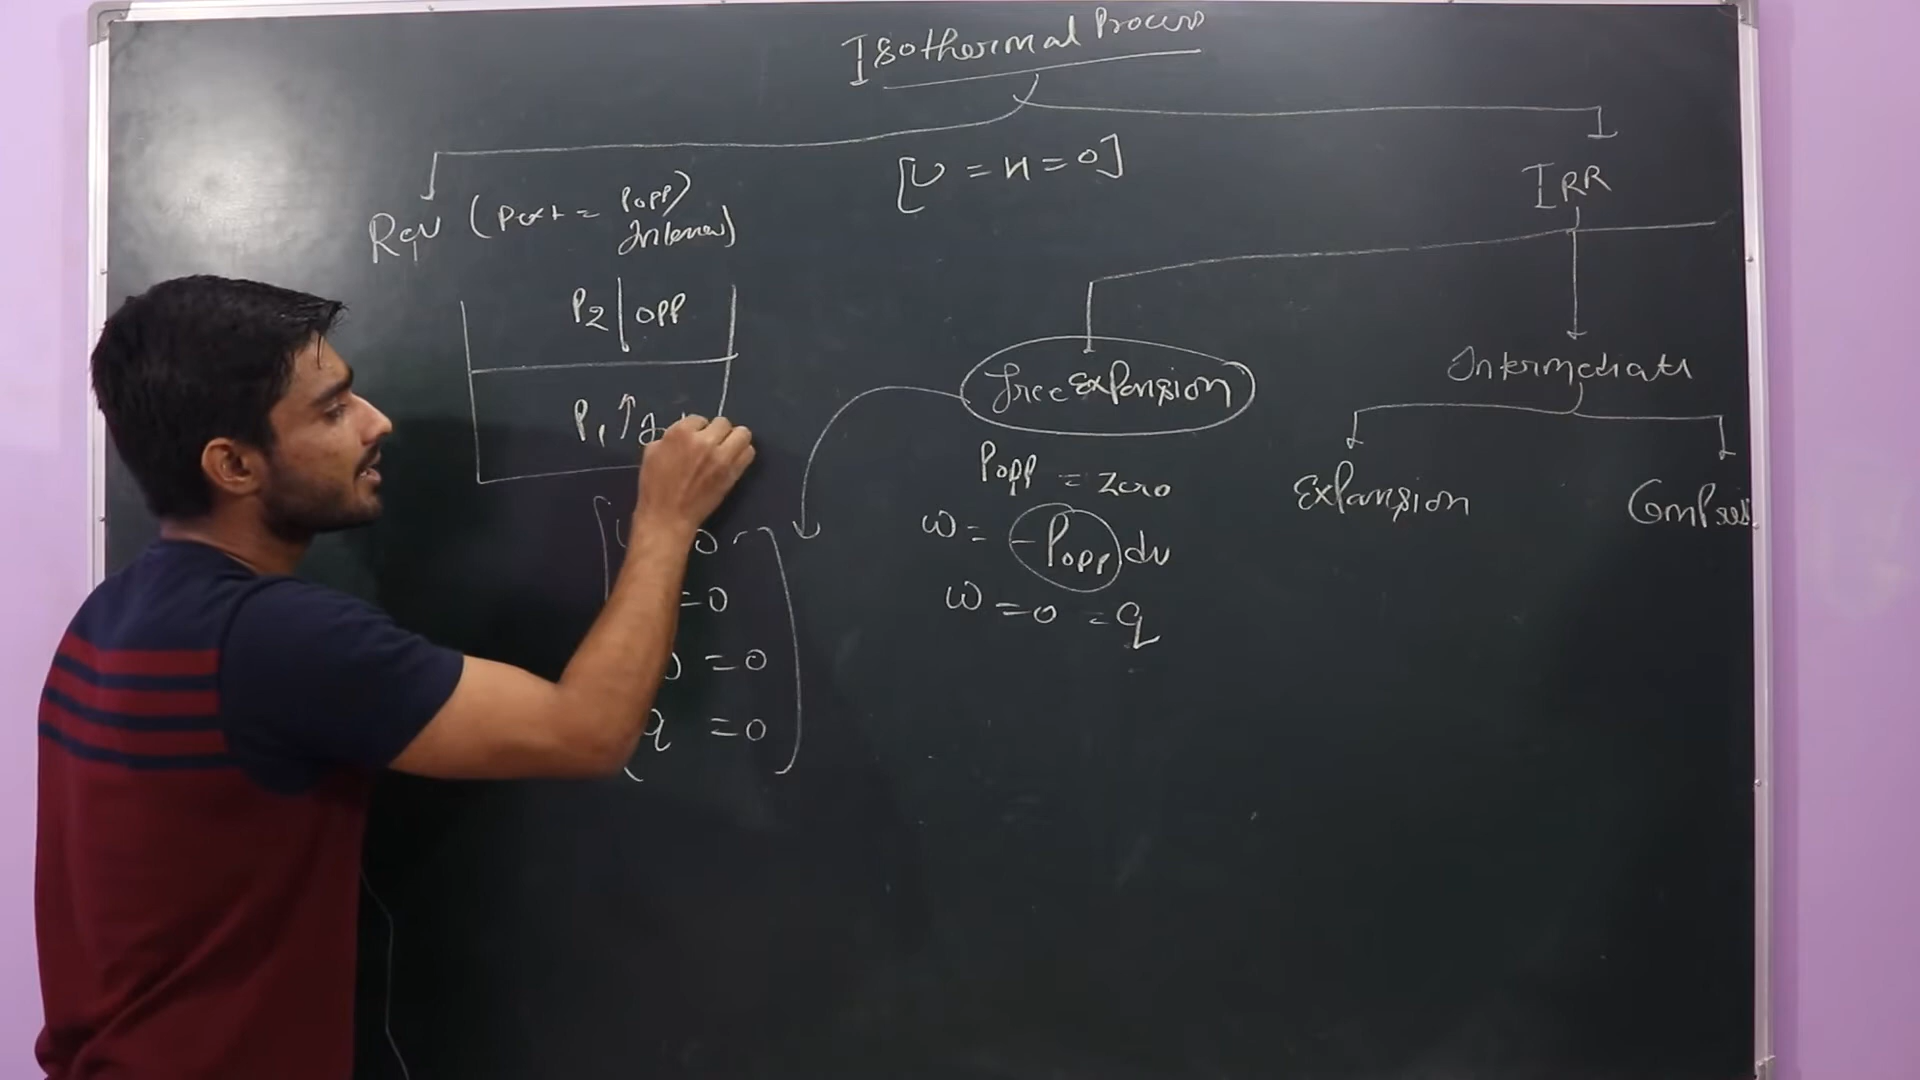 Isothermal Process
[U = H = 0]
Rev (Pext = Popp)
IRR
P2 | opp
P1 ↑
Free Expansion
Intermediate
Popp = Zero
Expansion
w = -Popp dv
w = 0 = q
0
= 0
= 0
q = 0